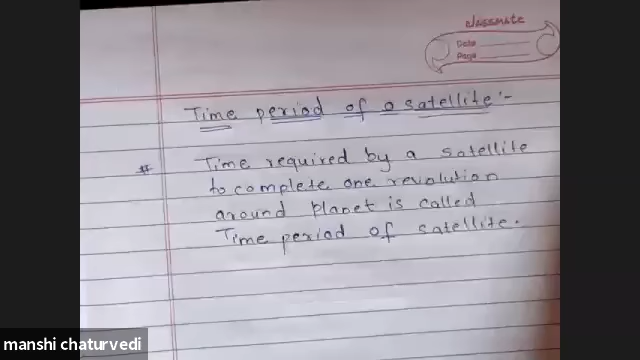 classmate
Date
Page
Time period of a satellite :-
# Time required by a satellite
to complete one revolution
around planet is called
Time period of satellite.
manshi chaturvedi